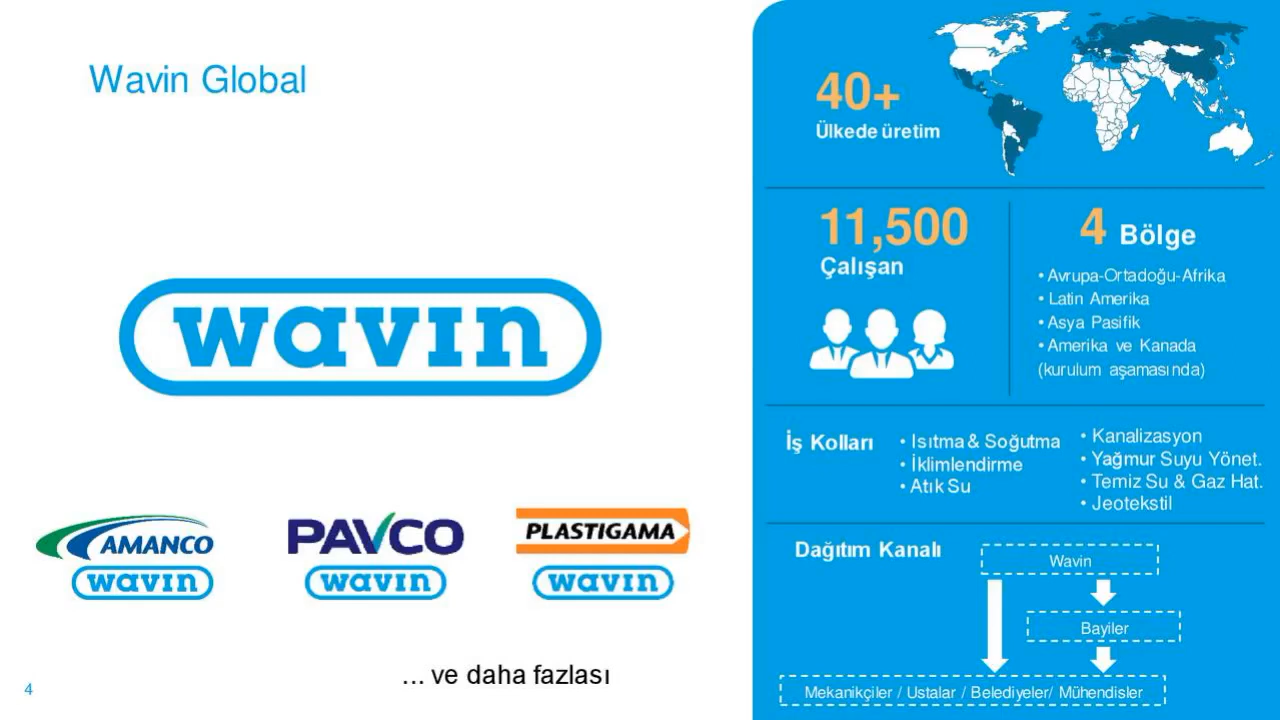 Wavin Global
wavin
AMANCO
wavin
PAVCO
wavin
PLASTIGAMA
wavin
... ve daha fazlası
4
40+
Ülkede üretim
11,500
Çalışan
4 Bölge
• Avrupa-Ortadoğu-Afrika
• Latin Amerika
• Asya Pasifik
• Amerika ve Kanada
(kurulum aşamasında)
İş Kolları
• Isıtma & Soğutma
• İklimlendirme
• Atık Su
• Kanalizasyon
• Yağmur Suyu Yönet.
• Temiz Su & Gaz Hat.
• Jeotekstil
Dağıtım Kanalı
Wavin
Bayiler
Mekanikçiler / Ustalar / Belediyeler/ Mühendisler